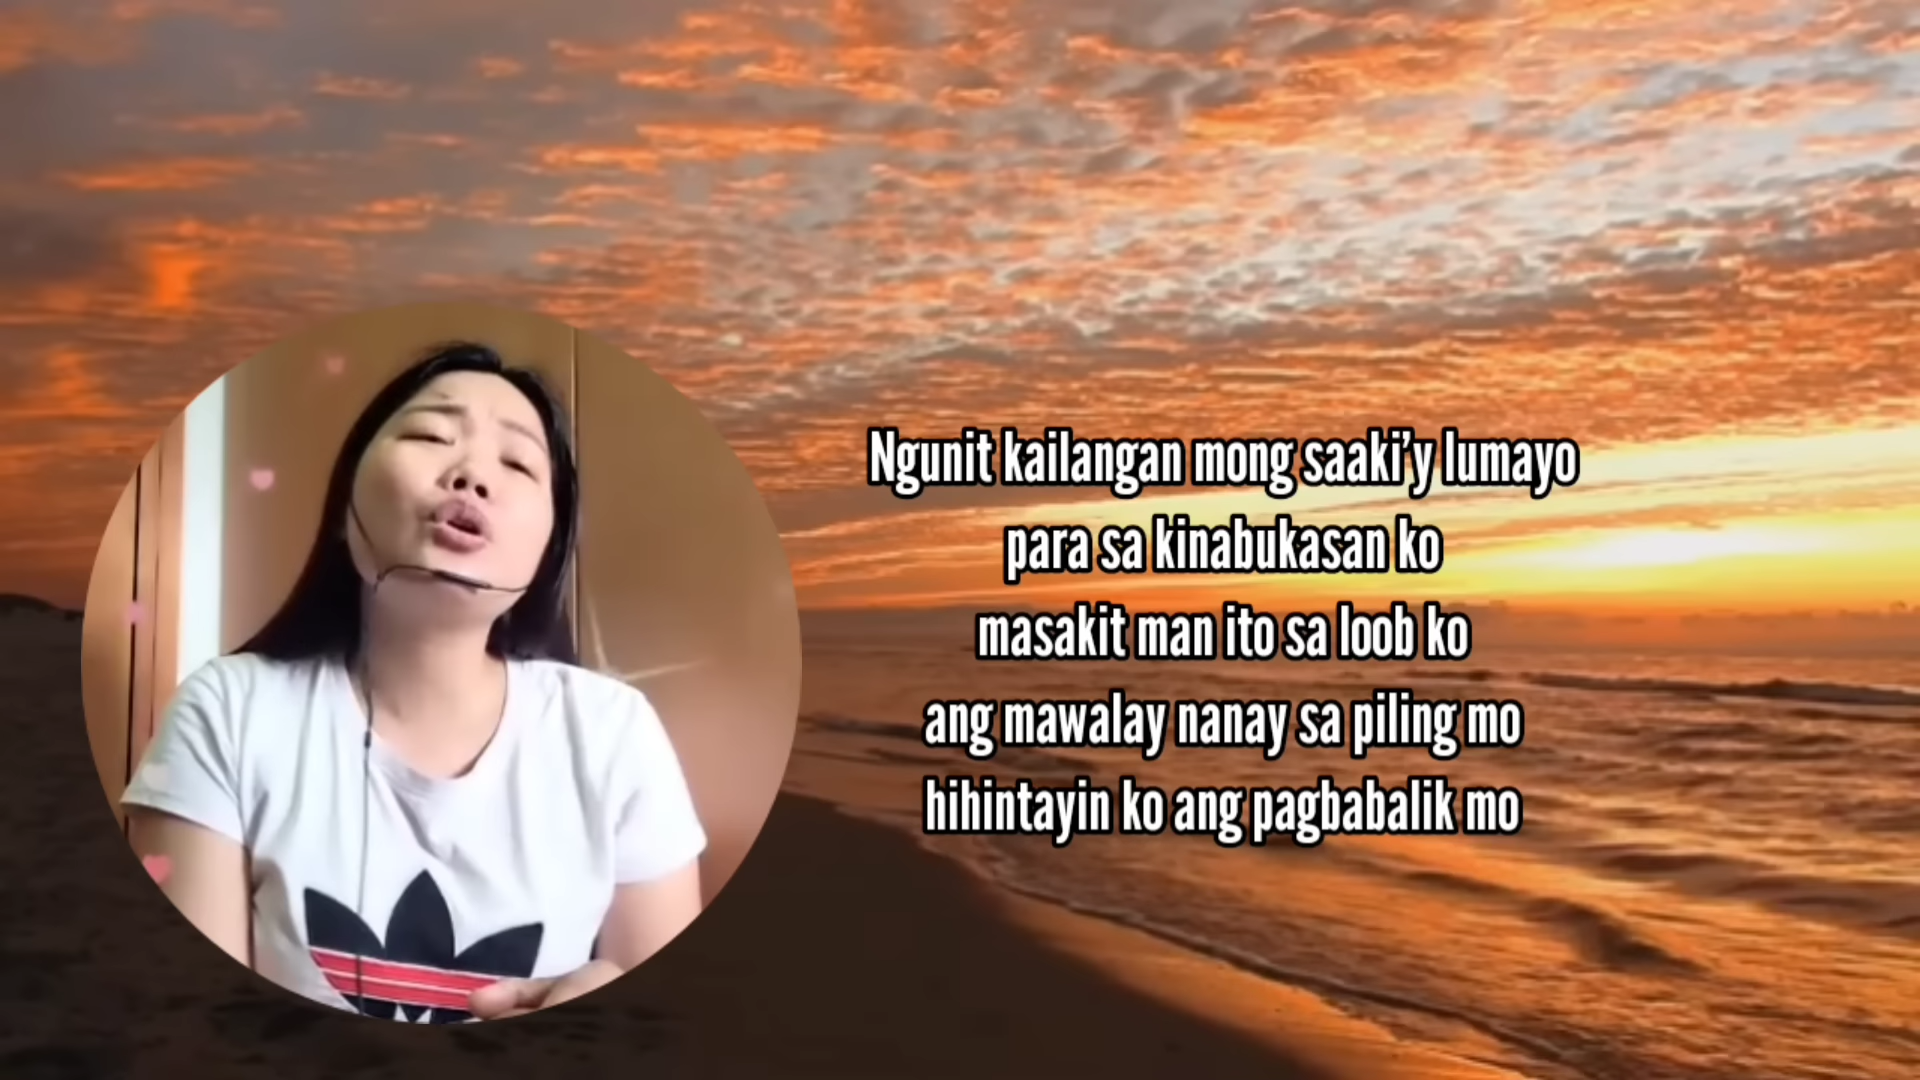 Ngunit kailangan mong saaki'y lumayo
para sa kinabukasan ko
masakit man ito sa loob ko
ang mawalay nanay sa piling mo
hihintayin ko ang pagbabalik mo